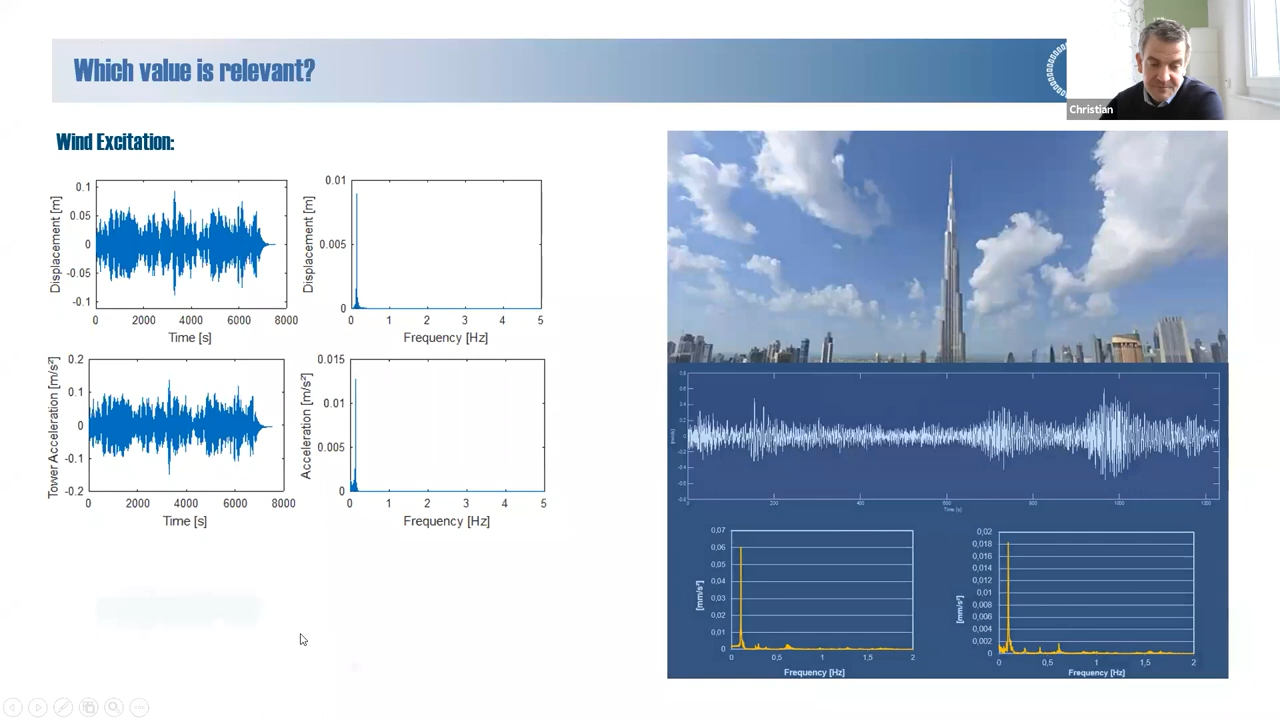 Which value is relevant?
Christian
Wind Excitation:
0.1
0.05
0
-0.05
-0.1
Displacement [m]
0 2000 4000 6000 8000
Time [s]
0.01
0.005
0
Displacement [m]
0 1 2 3 4 5
Frequency [Hz]
0.2
0.1
0
-0.1
-0.2
Tower Acceleration [m/s²]
0 2000 4000 6000 8000
Time [s]
0.015
0.01
0.005
0
Acceleration [m/s²]
0 1 2 3 4 5
Frequency [Hz]
Time [s]
0,07
0,06
0,05
0,04
0,03
0,02
0,01
0
[mm/s²]
0 0,5 1 1,5 2
Frequency [Hz]
0,02
0,018
0,016
0,014
0,012
0,01
0,008
0,006
0,004
0,002
0
[mm/s²]
0 0,5 1 1,5 2
Frequency [Hz]